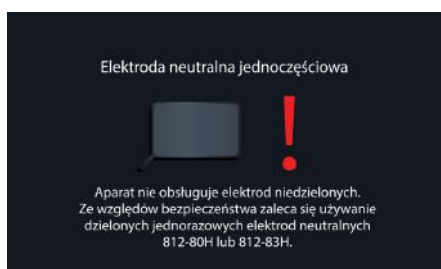 Elektroda neutralna jednoczęściowa
Aparat nie obsługuje elektrod niedzielonych.
Ze względów bezpieczeństwa zaleca się używanie
dzielonych jednorazowych elektrod neutralnych
812-80H lub 812-83H.